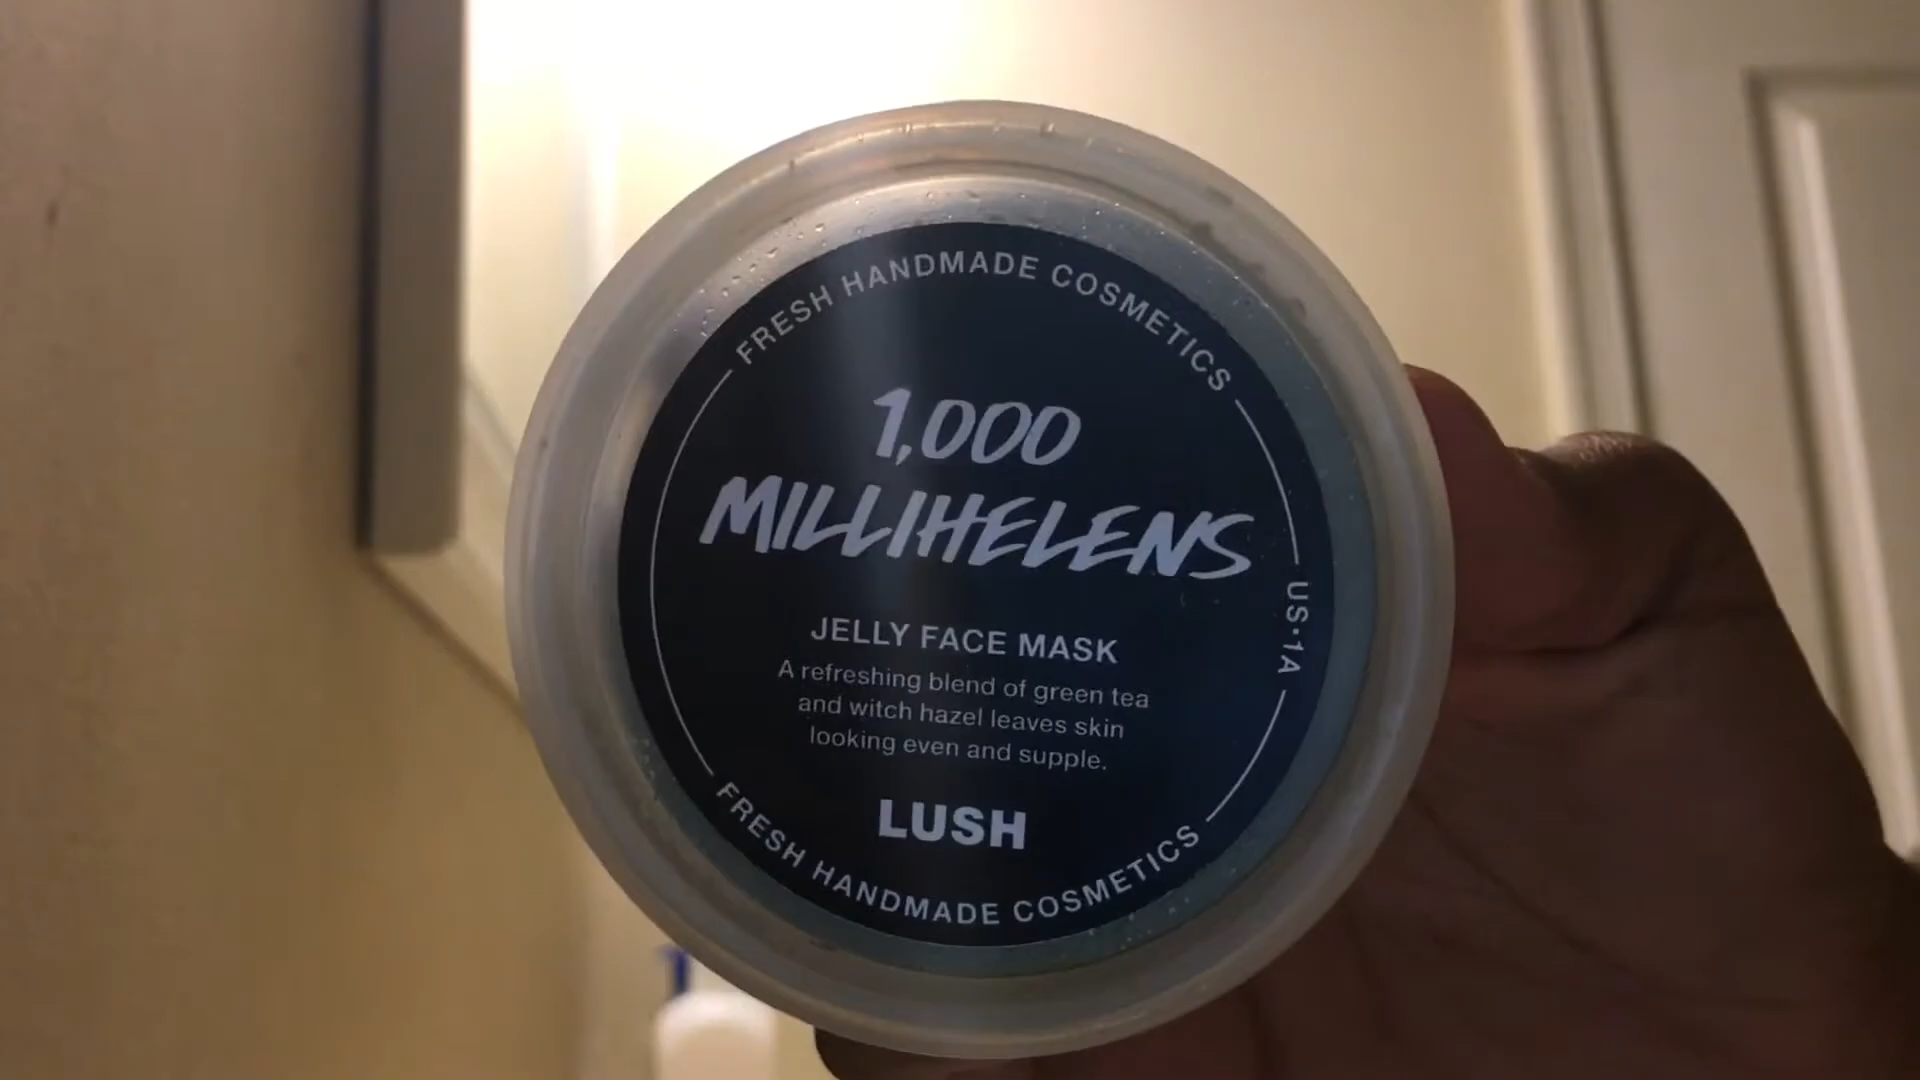 FRESH HANDMADE COSMETICS
1,000
MILLIHELENS
US•1A
JELLY FACE MASK
A refreshing blend of green tea
and witch hazel leaves skin
looking even and supple.
LUSH
FRESH HANDMADE COSMETICS